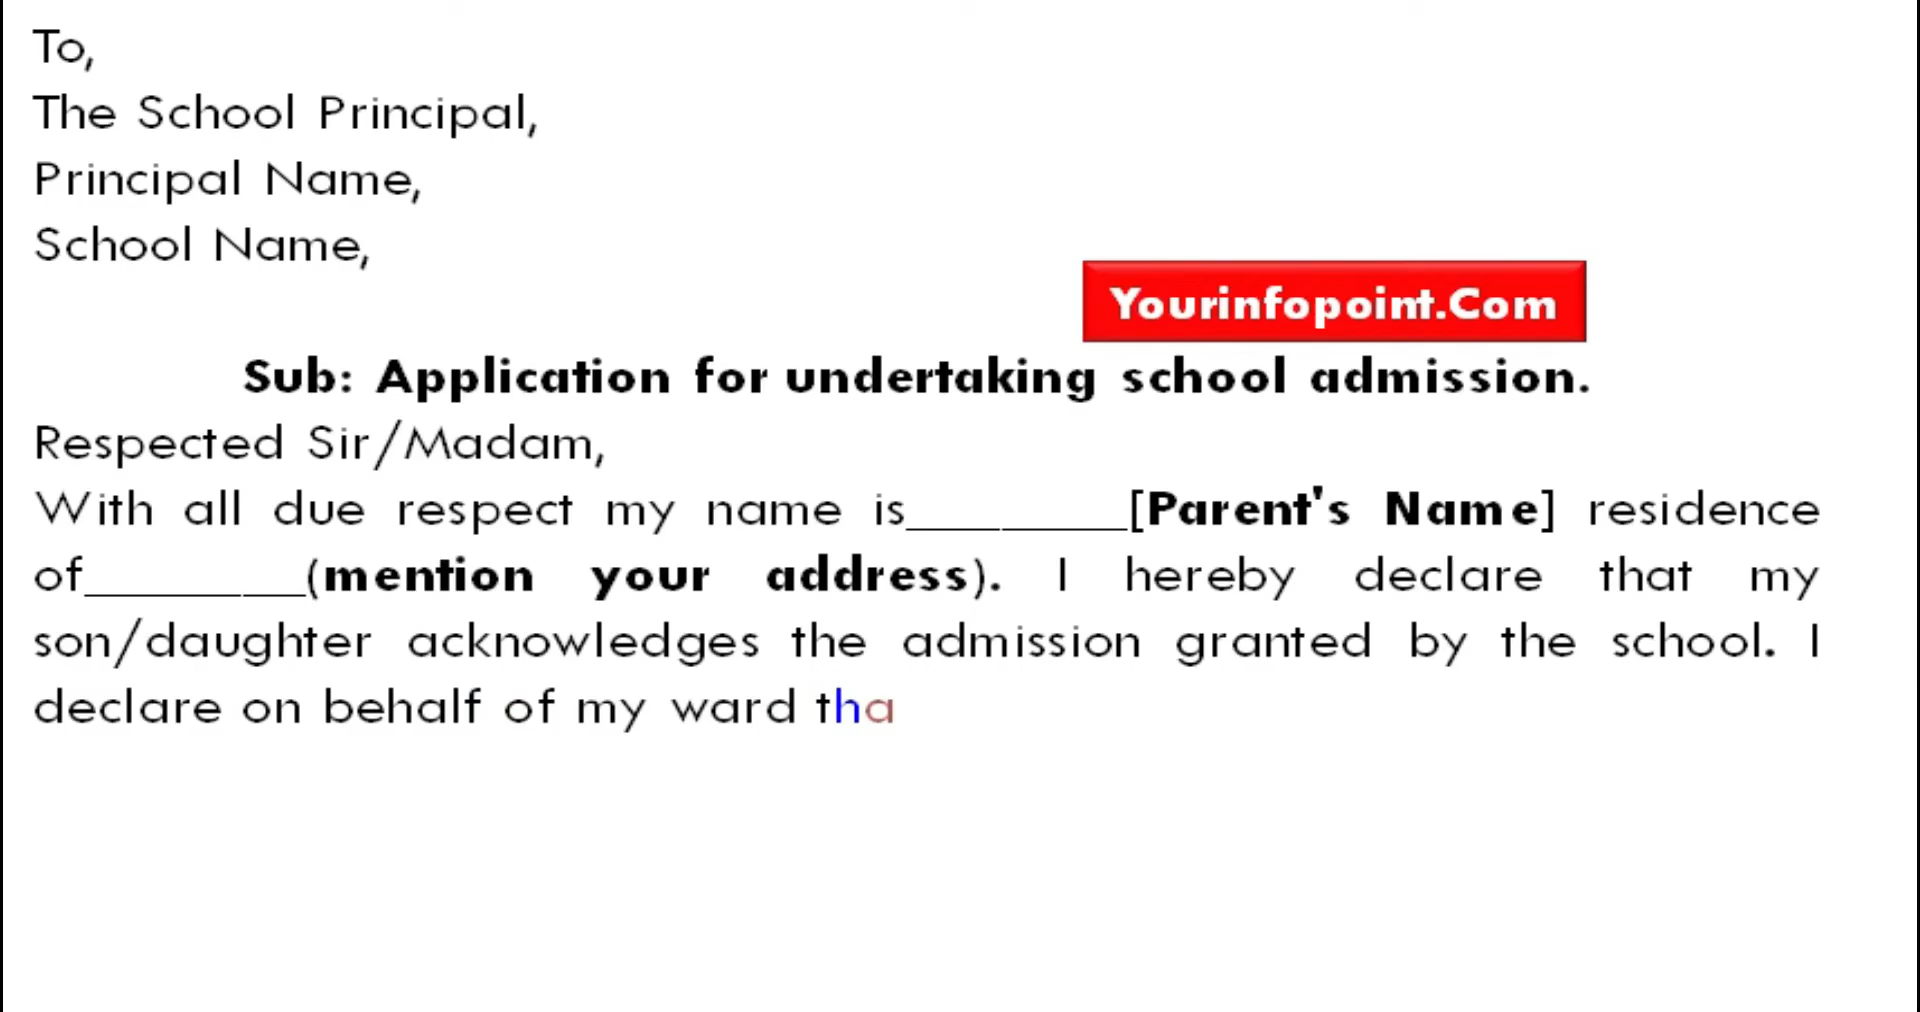 To,
The School Principal,
Principal Name,
School Name,
Yourinfopoint.Com
Sub: Application for undertaking school admission.
Respected Sir/Madam,
With all due respect my name is_________[Parent's Name] residence
of_________(mention your address). I hereby declare that my
son/daughter acknowledges the admission granted by the school. I
declare on behalf of my ward tha